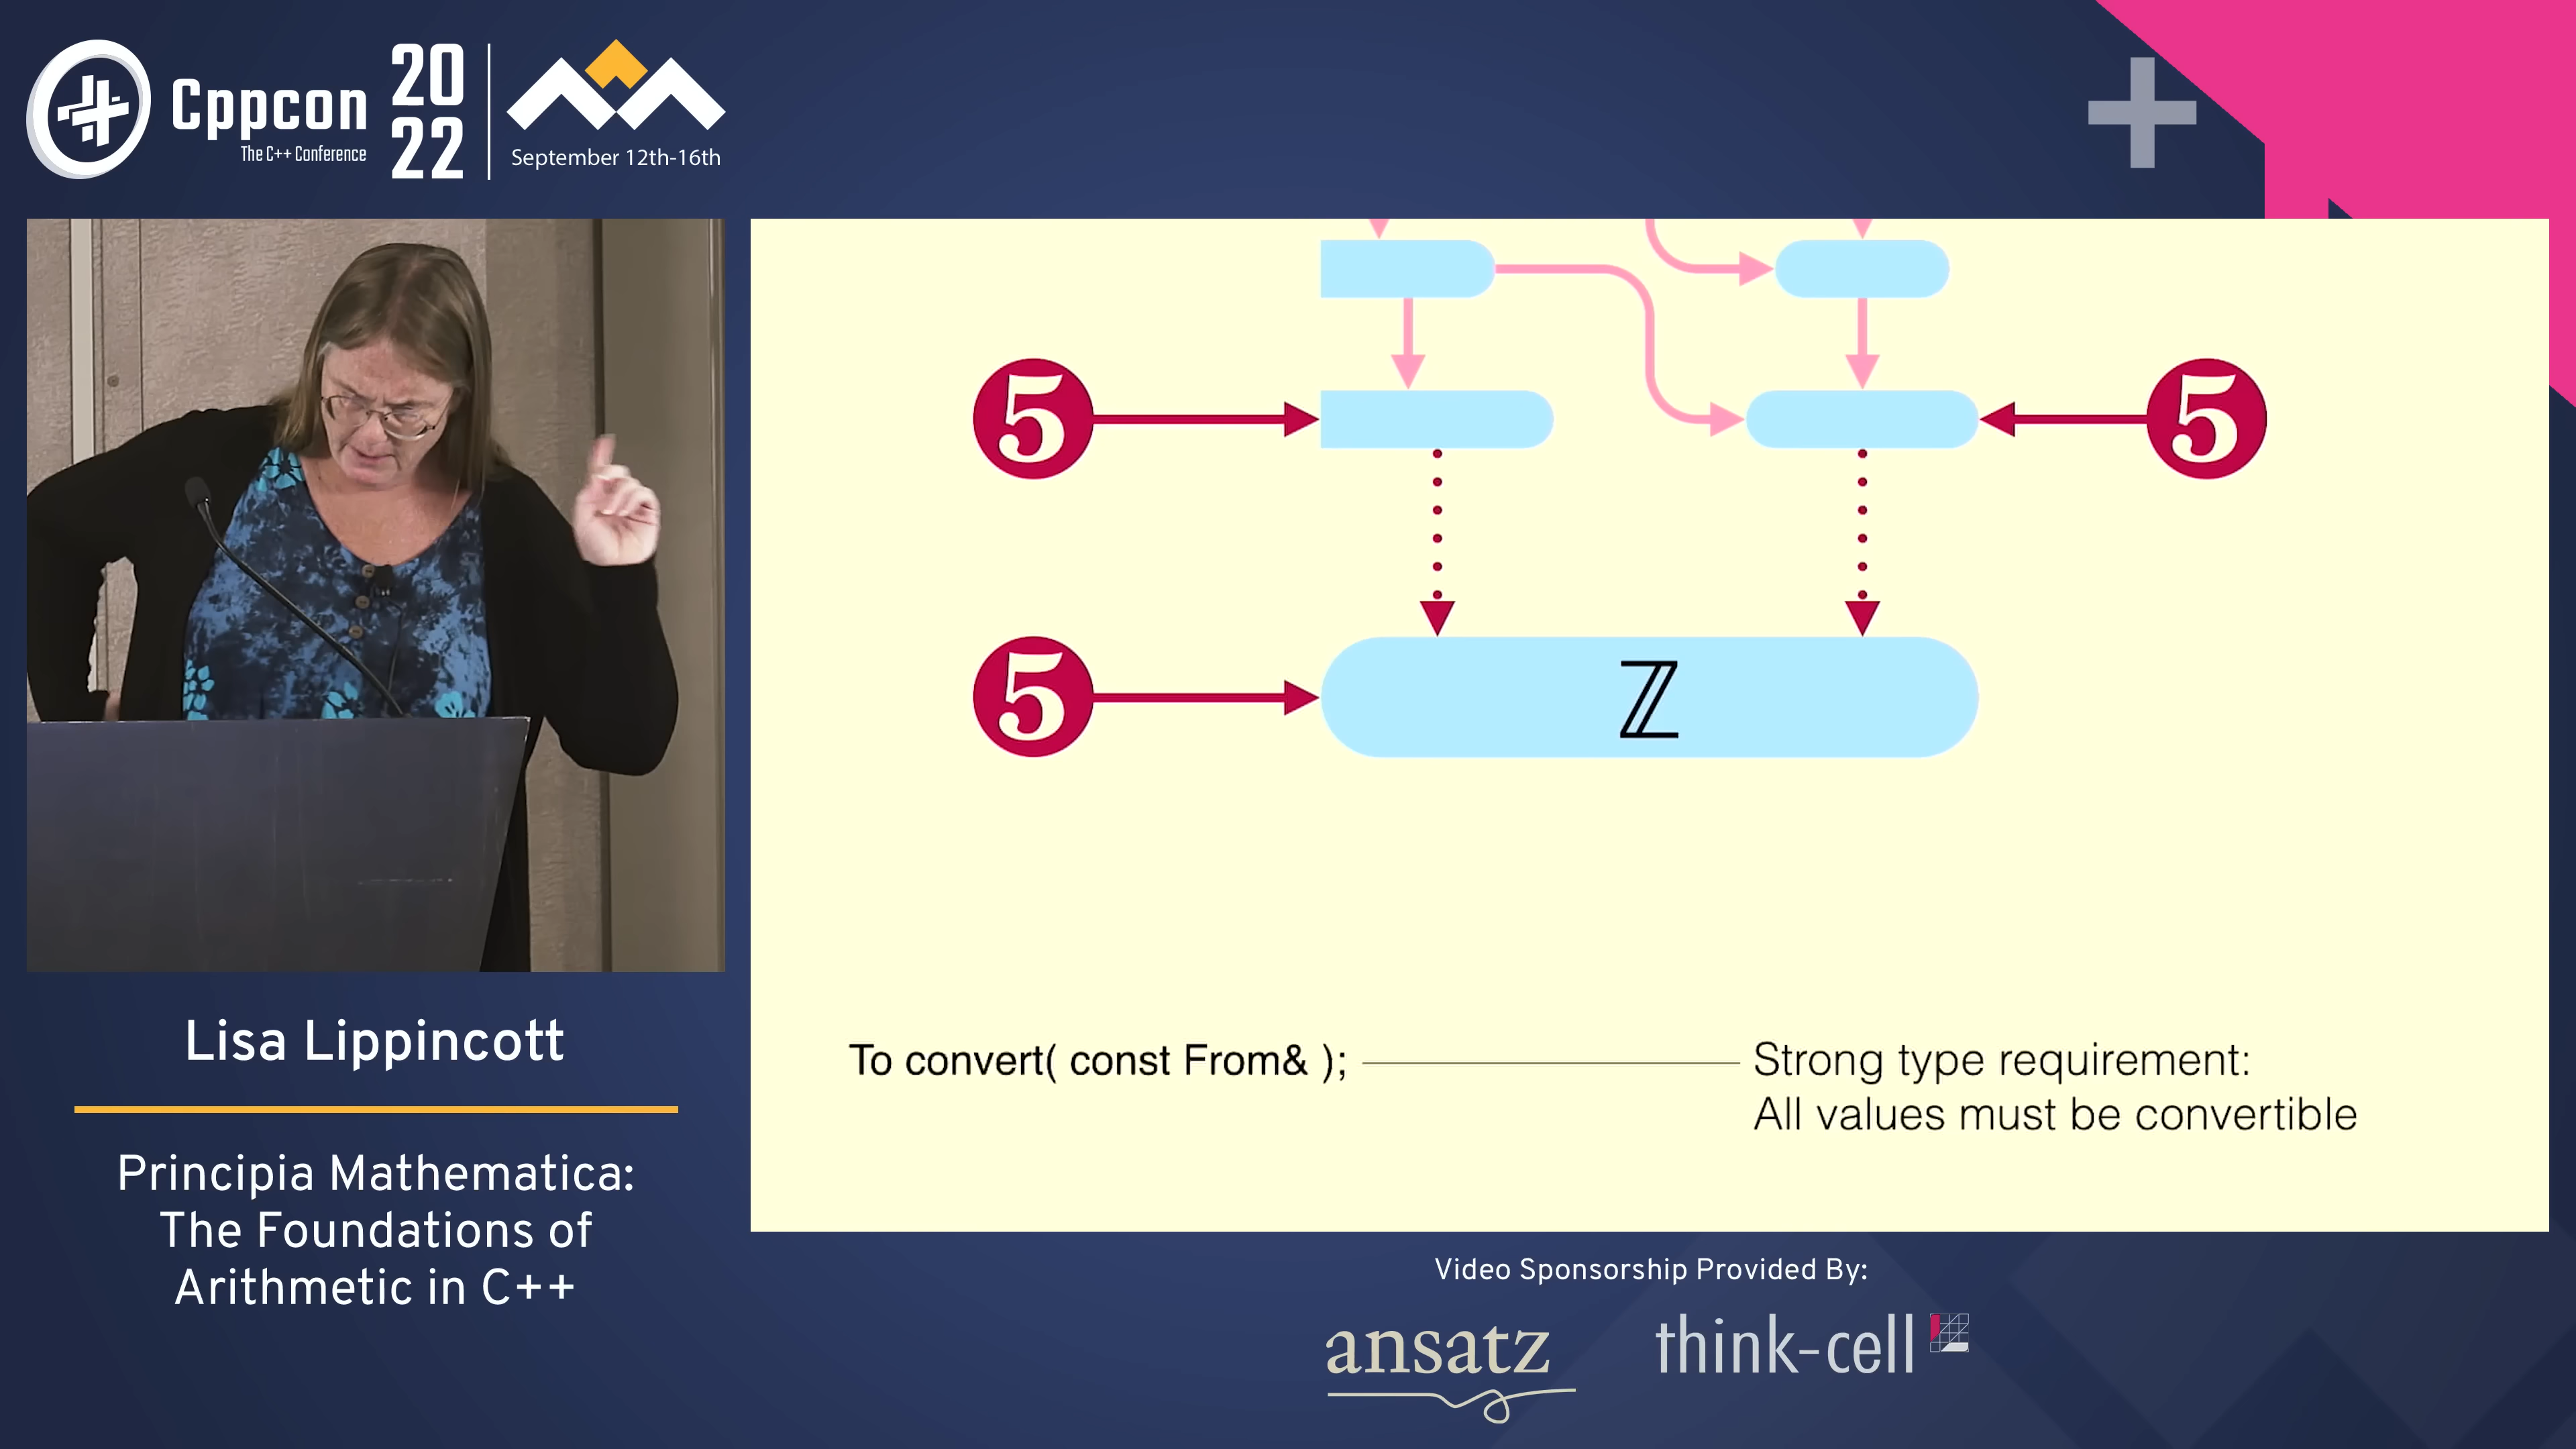 Cppcon
The C++ Conference
20
22
September 12th-16th
5
5
5
ℤ
To convert( const From& );
Strong type requirement:
All values must be convertible
Lisa Lippincott
Principia Mathematica:
The Foundations of
Arithmetic in C++
Video Sponsorship Provided By:
ansatz
think-cell